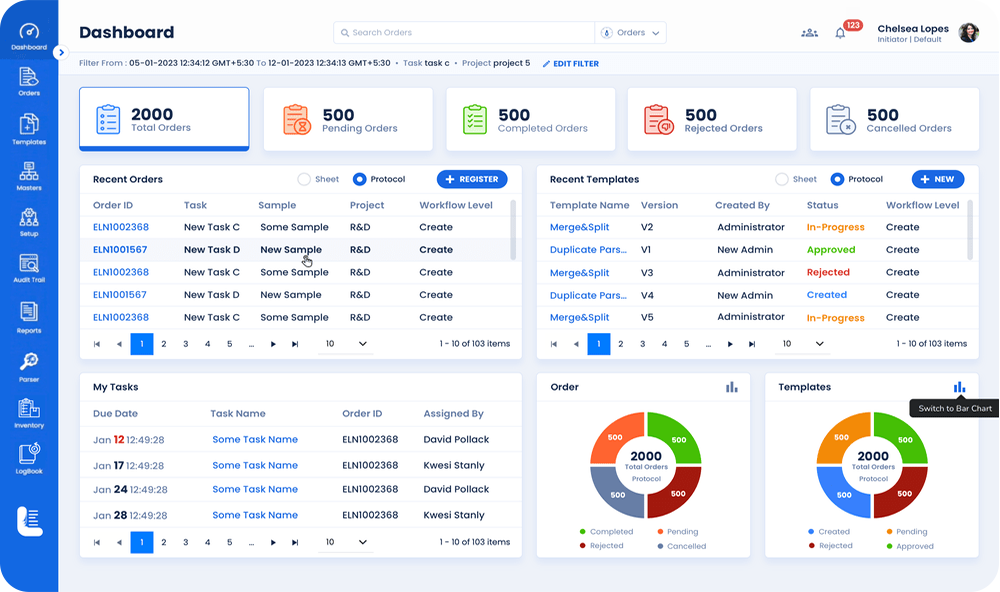 Dashboard
Orders
Templates
Masters
Setup
Audit Trail
Reports
Parser
Inventory
LogBook
Dashboard
Search Orders
Orders
123
Chelsea Lopes
Initiator | Default
Filter From : 05-01-2023 12:34:12 GMT+5:30 To 12-01-2023 12:34:13 GMT+5:30 • Task task c • Project project 5 EDIT FILTER
2000
Total Orders
500
Pending Orders
500
Completed Orders
500
Rejected Orders
500
Cancelled Orders
Recent Orders Sheet Protocol + REGISTER
Order ID Task Sample Project Workflow Level
ELN1002368 New Task C Some Sample R&D Create
ELN1001567 New Task D New Sample R&D Create
ELN1002368 New Task C Some Sample R&D Create
ELN1001567 New Task D New Sample R&D Create
ELN1002368 New Task C Some Sample R&D Create
1 2 3 4 5 ... 10 1 - 10 of 103 items
Recent Templates Sheet Protocol + NEW
Template Name Version Created By Status Workflow Level
Merge&Split V2 Administrator In-Progress Create
Duplicate Pars... V1 New Admin Approved Create
Merge&Split V3 Administrator Rejected Create
Duplicate Pars... V4 New Admin Created Create
Merge&Split V5 Administrator In-Progress Create
1 2 3 4 5 ... 10 1 - 10 of 103 items
My Tasks
Due Date Task Name Order ID Assigned By
Jan 12 12:49:28 Some Task Name ELN1002368 David Pollack
Jan 17 12:49:28 Some Task Name ELN1002368 Kwesi Stanly
Jan 24 12:49:28 Some Task Name ELN1002368 David Pollack
Jan 28 12:49:28 Some Task Name ELN1002368 Kwesi Stanly
1 2 3 4 5 ... 10 1 - 10 of 103 items
Order
500 500
2000
Total Orders
Protocol
500 500
Completed Pending
Rejected Cancelled
Templates
Switch to Bar Chart
500 500
2000
Total Orders
Protocol
500 500
Created Pending
Rejected Approved